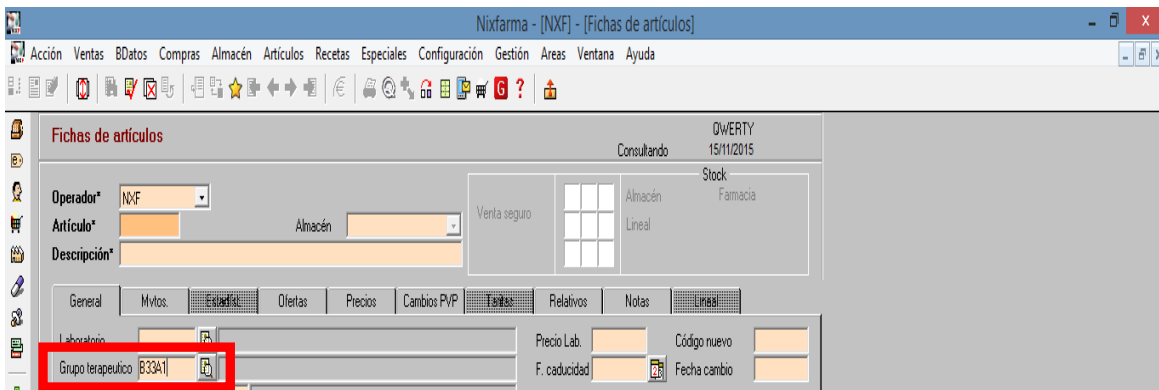 Nixfarma - [NXF] - [Fichas de artículos]
Acción Ventas BDatos Compras Almacén Artículos Recetas Especiales Configuración Gestión Areas Ventana Ayuda
Fichas de artículos
QWERTY
Consultando 15/11/2015
Operador* NXF
Artículo* Almacén
Descripción*
Venta seguro
Stock
Almacén Farmacia
Lineal
General Mvtos. Estadíst. Ofertas Precios Cambios PVP Tarifas Relativos Notas Lineal
Laboratorio Precio Lab. Código nuevo
Grupo terapeutico B33A1 F. caducidad Fecha cambio